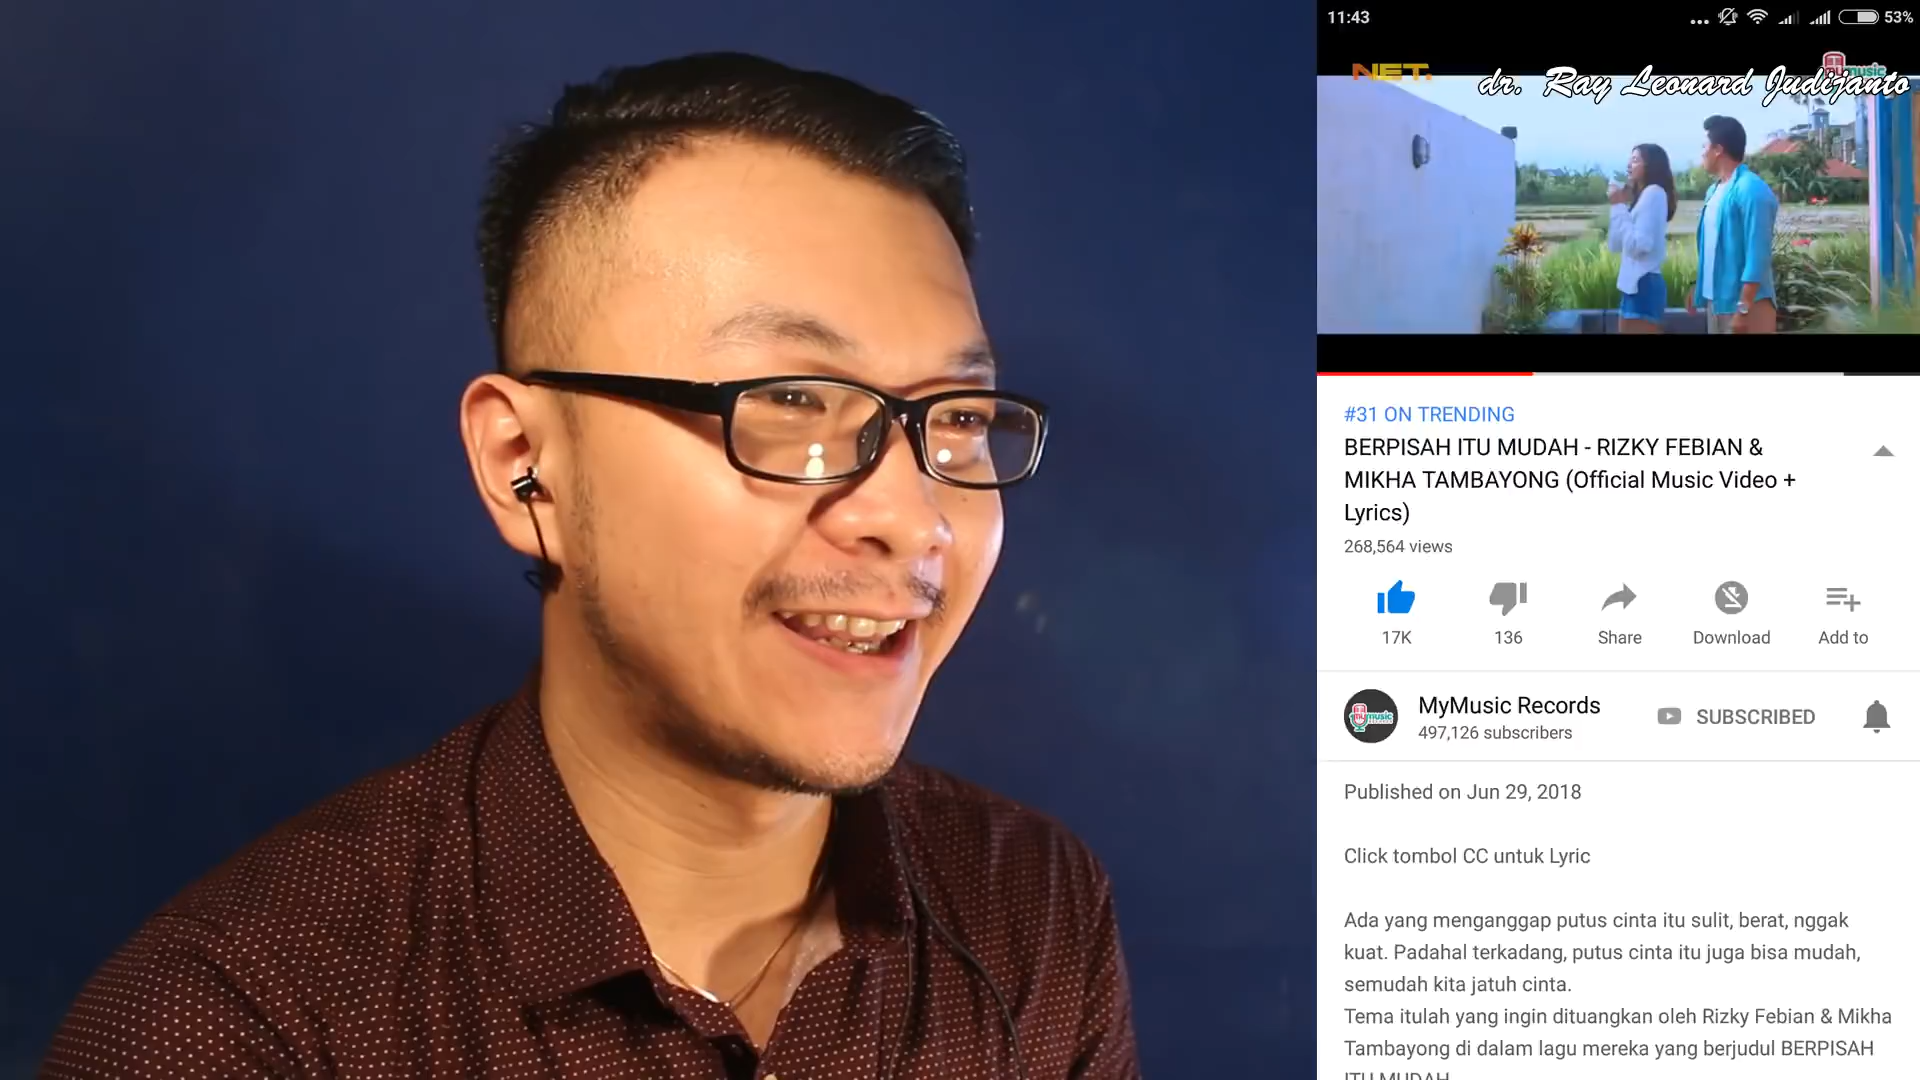 11:43
53%
NET.
mymusic
dr. Ray Leonard Judijanto
#31 ON TRENDING
BERPISAH ITU MUDAH - RIZKY FEBIAN &
MIKHA TAMBAYONG (Official Music Video +
Lyrics)
268,564 views
17K
136
Share
Download
Add to
mymusic
MyMusic Records
497,126 subscribers
SUBSCRIBED
Published on Jun 29, 2018
Click tombol CC untuk Lyric
Ada yang menganggap putus cinta itu sulit, berat, nggak
kuat. Padahal terkadang, putus cinta itu juga bisa mudah,
semudah kita jatuh cinta.
Tema itulah yang ingin dituangkan oleh Rizky Febian & Mikha
Tambayong di dalam lagu mereka yang berjudul BERPISAH
ITU MUDAH